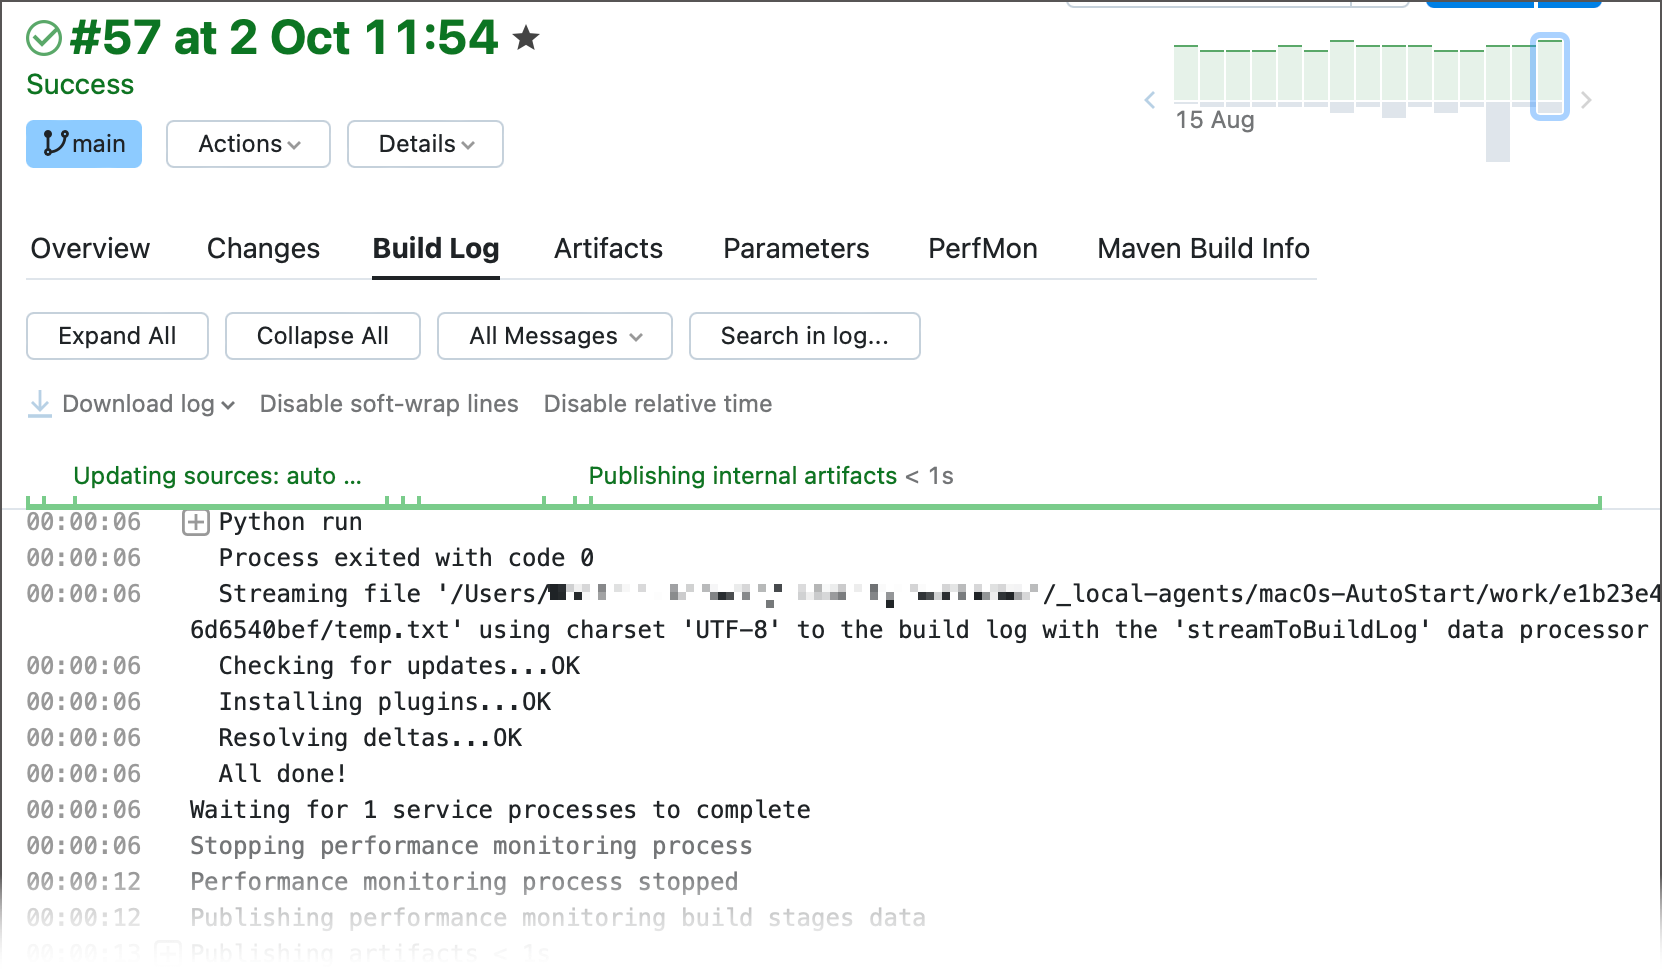 #57 at 2 Oct 11:54
Success
15 Aug
main Actions Details
Overview Changes Build Log Artifacts Parameters PerfMon Maven Build Info
Expand All Collapse All All Messages Search in log...
Download log Disable soft-wrap lines Disable relative time
Updating sources: auto ... Publishing internal artifacts < 1s
00:00:06 Python run
00:00:06 Process exited with code 0
00:00:06 Streaming file '/Users/ /_local-agents/macOs-AutoStart/work/e1b23e4
6d6540bef/temp.txt' using charset 'UTF-8' to the build log with the 'streamToBuildLog' data processor
00:00:06 Checking for updates...OK
00:00:06 Installing plugins...OK
00:00:06 Resolving deltas...OK
00:00:06 All done!
00:00:06 Waiting for 1 service processes to complete
00:00:06 Stopping performance monitoring process
00:00:12 Performance monitoring process stopped
00:00:12 Publishing performance monitoring build stages data
00:00:13 Publishing artifacts < 1s